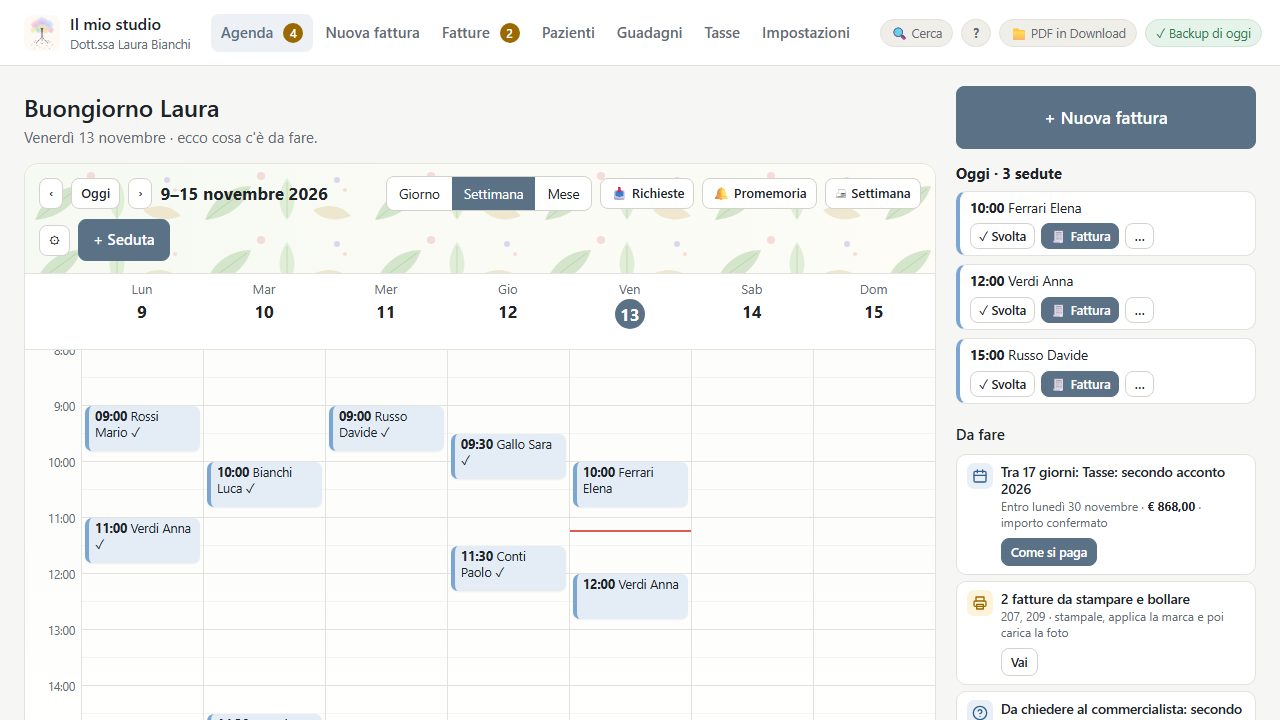 Il mio studio
Dott.ssa Laura Bianchi
Agenda 4
Nuova fattura
Fatture 2
Pazienti
Guadagni
Tasse
Impostazioni
Cerca
?
PDF in Download
✓ Backup di oggi
Buongiorno Laura
Venerdì 13 novembre · ecco cosa c'è da fare.
‹ Oggi › 9–15 novembre 2026
Giorno Settimana Mese
Richieste
Promemoria
Settimana
+ Seduta
Lun Mar Mer Gio Ven Sab Dom
9 10 11 12 13 14 15
8:00
9:00
10:00
11:00
12:00
13:00
14:00
09:00 Rossi
Mario ✓
11:00 Verdi Anna
✓
10:00 Bianchi
Luca ✓
09:00 Russo
Davide ✓
09:30 Gallo Sara
✓
11:30 Conti
Paolo ✓
10:00 Ferrari
Elena
12:00 Verdi Anna
+ Nuova fattura
Oggi · 3 sedute
10:00 Ferrari Elena
✓ Svolta Fattura ...
12:00 Verdi Anna
✓ Svolta Fattura ...
15:00 Russo Davide
✓ Svolta Fattura ...
Da fare
Tra 17 giorni: Tasse: secondo acconto
2026
Entro lunedì 30 novembre · € 868,00 ·
importo confermato
Come si paga
2 fatture da stampare e bollare
207, 209 · stampale, applica la marca e poi
carica la foto
Vai
Da chiedere al commercialista: secondo